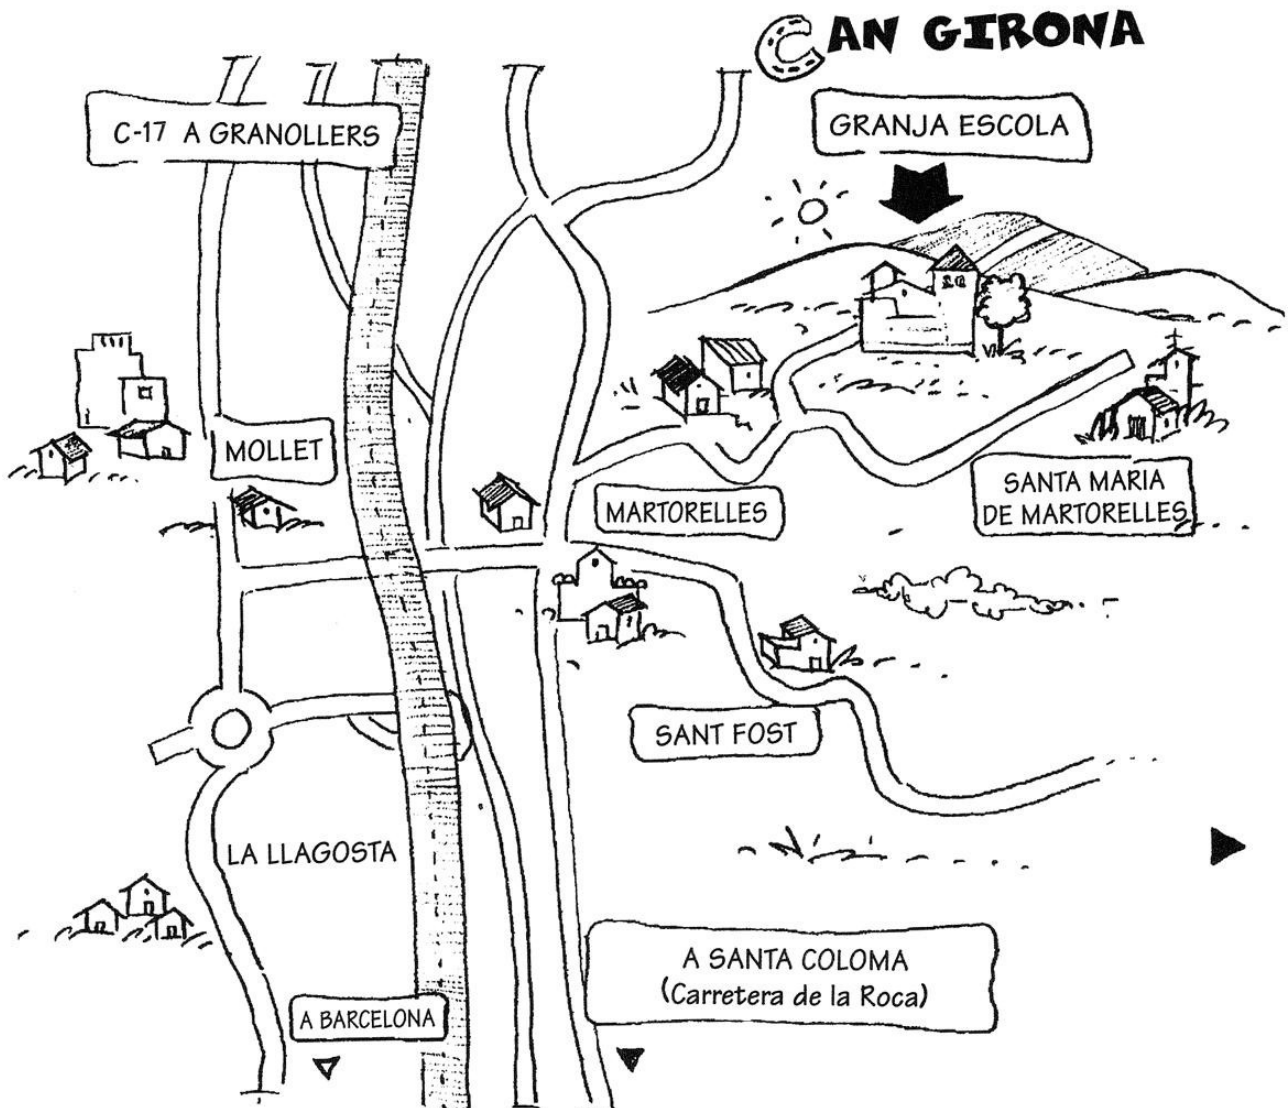 CAN GIRONA
C-17 A GRANOLLERS
GRANJA ESCOLA
MOLLET
MARTORELLES
SANTA MARIA
DE MARTORELLES
SANT FOST
LA LLAGOSTA
A SANTA COLOMA
(Carretera de la Roca)
A BARCELONA